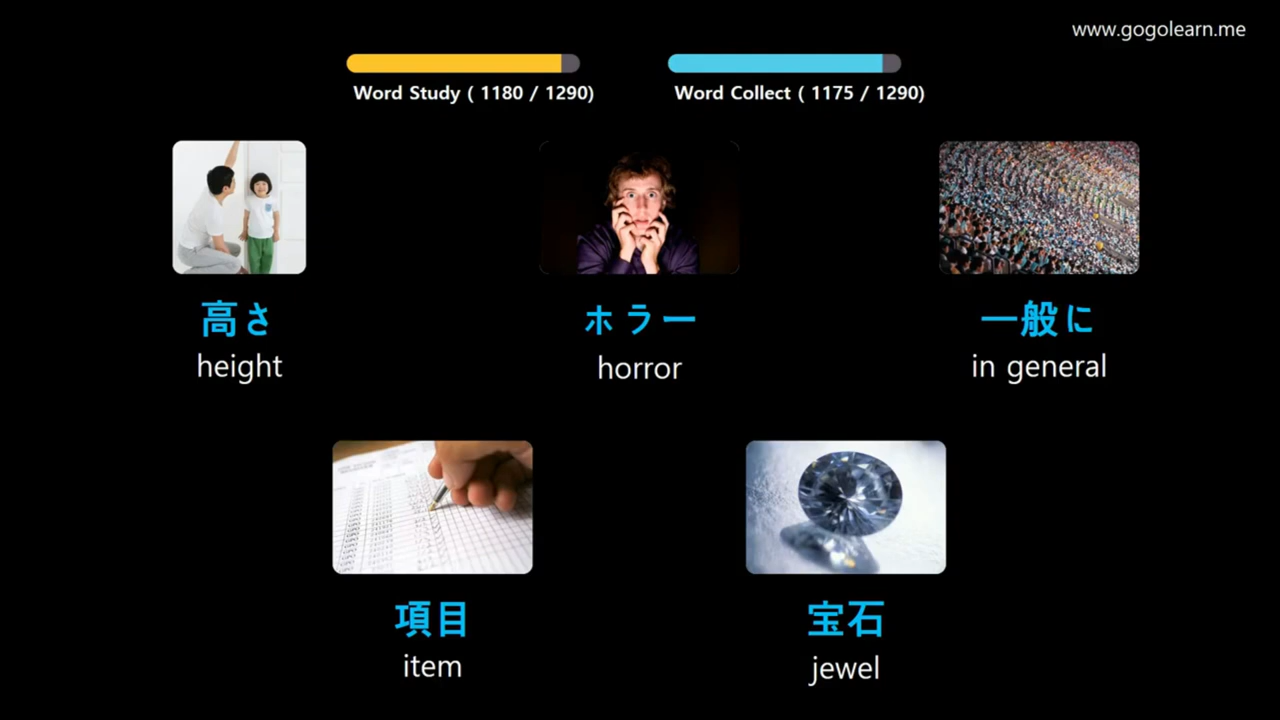 www.gogolearn.me
Word Study ( 1180 / 1290)
Word Collect ( 1175 / 1290)
高さ
height
ホラー
horror
一般に
in general
項目
item
宝石
jewel